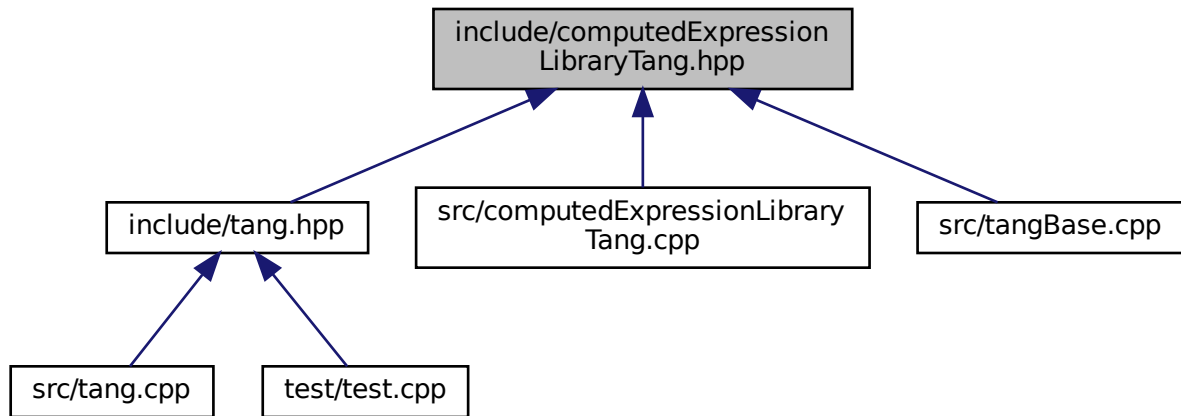 include/computedExpression
LibraryTang.hpp
include/tang.hpp
src/computedExpressionLibrary
Tang.cpp
src/tangBase.cpp
src/tang.cpp
test/test.cpp